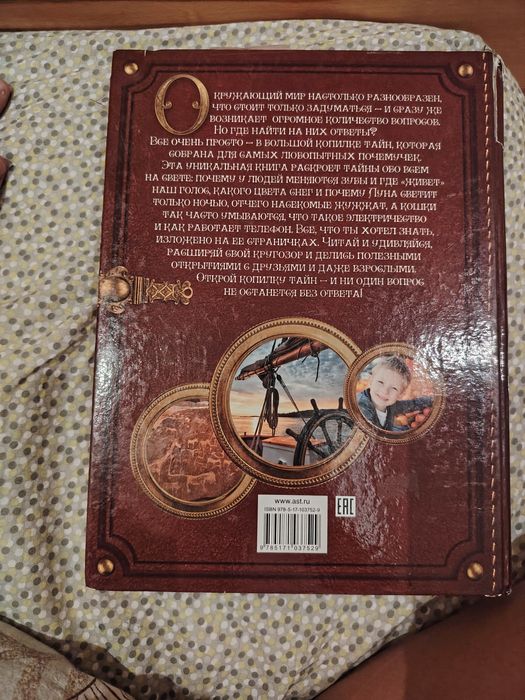 Окружающий мир настолько разнообразен,
что стоит только задуматься – и сразу же
возникает огромное количество вопросов.
Но где найти на них ответы?
Все очень просто – в большой копилке тайн, которая
собрана для самых любопытных почемучек.
Эта уникальная книга раскроет тайны обо всем
на свете: почему у людей меняются зубы и где «живет»
наш голос, какого цвета снег и почему Луна светит
только ночью, отчего насекомые жужжат, а кошки
так часто умываются, что такое электричество
и как работает телефон. Все, что ты хотел знать,
изложено на ее страничках. Читай и удивляйся,
расширяй свой кругозор и делись полезными
открытиями с друзьями и даже взрослыми.
Открой копилку тайн – и ни один вопрос
не останется без ответа!
www.ast.ru
ISBN 978-5-17-103752-9
EAC
9 785171 037529